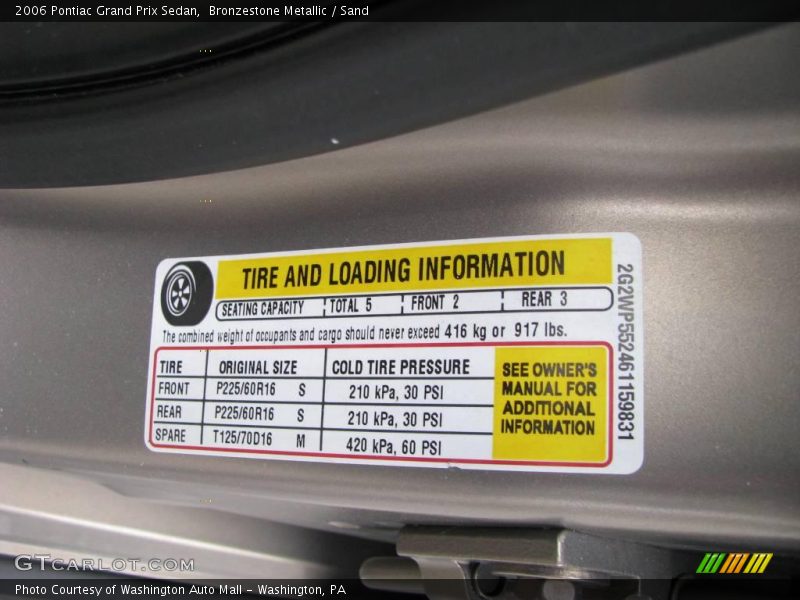 2006 Pontiac Grand Prix Sedan,  Bronzestone Metallic / Sand
TIRE AND LOADING INFORMATION
SEATING CAPACITY TOTAL 5 FRONT 2 REAR 3
The combined weight of occupants and cargo should never exceed 416 kg or 917 lbs.
TIRE ORIGINAL SIZE COLD TIRE PRESSURE
FRONT P225/60R16 S 210 kPa, 30 PSI
REAR P225/60R16 S 210 kPa, 30 PSI
SPARE T125/70D16 M 420 kPa, 60 PSI
SEE OWNER'S
MANUAL FOR
ADDITIONAL
INFORMATION
2G2WP552461159831
GTCARLOT.COM
Photo Courtesy of Washington Auto Mall - Washington, PA